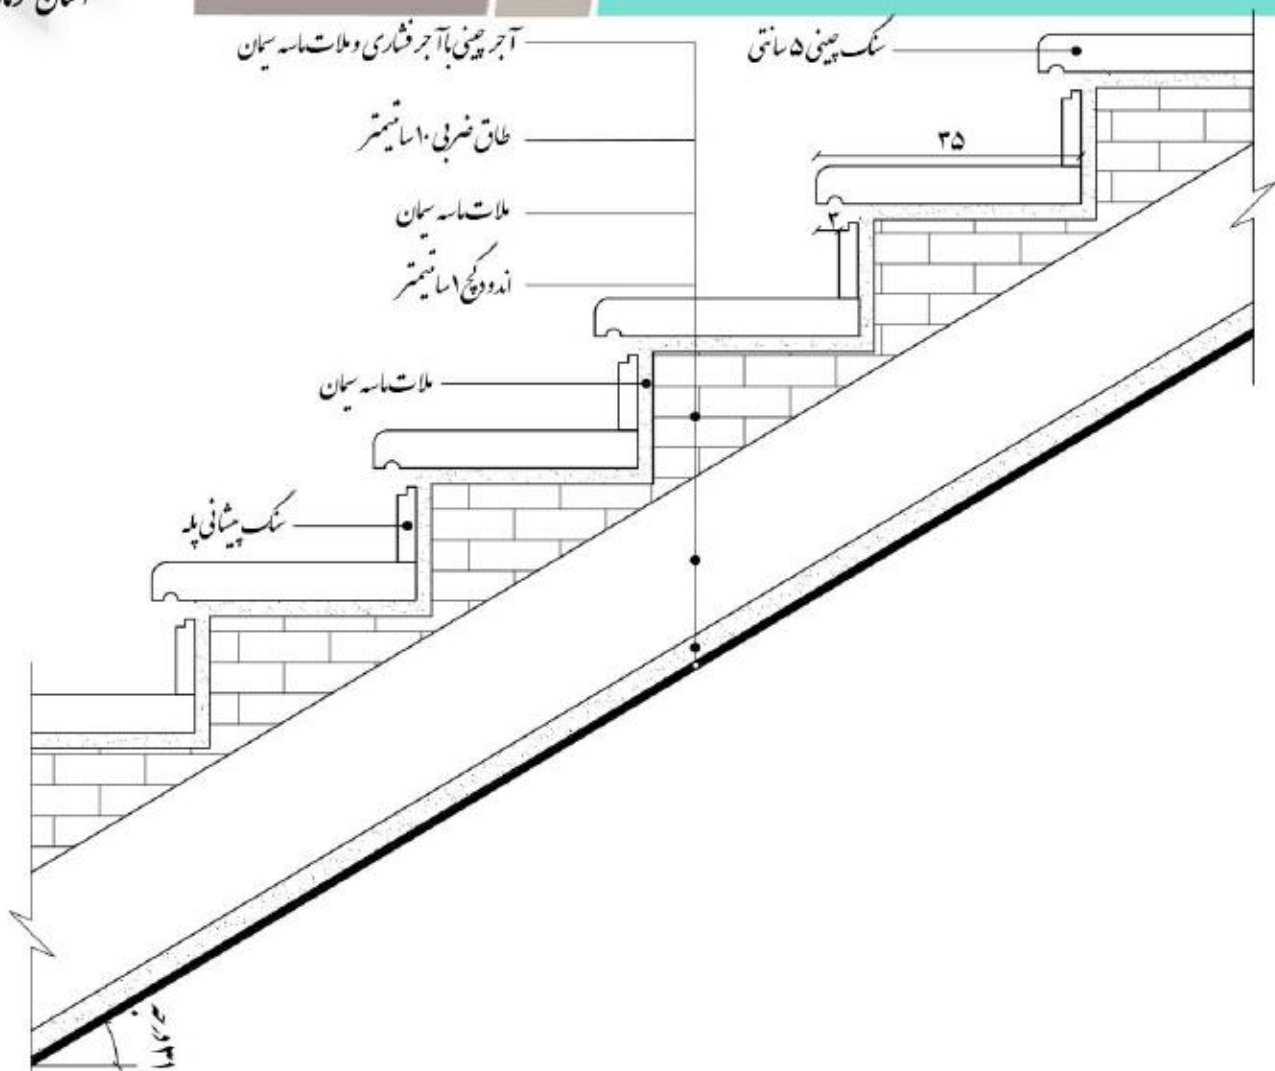 آجر چینی با آجر فشاری و ملات ماسه سیمان
سنگ چینی ۵ سانتی
طاق ضربی ۱۰ سانتیمتر
۳۵
ملات ماسه سیمان
۳
اندود گچ ۱ سانتیمتر
ملات ماسه سیمان
سنگ پیشانی پله